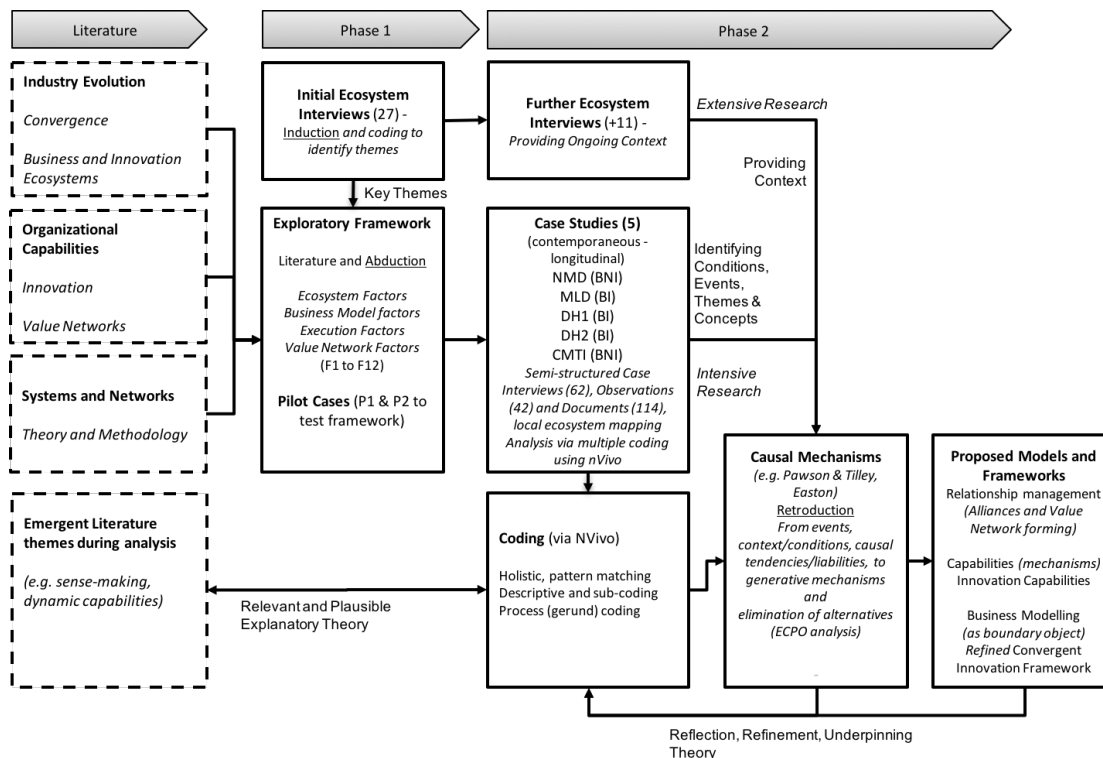 Literature
Phase 1
Phase 2
Industry Evolution
Convergence
Business and Innovation
Ecosystems
Organizational
Capabilities
Innovation
Value Networks
Systems and Networks
Theory and Methodology
Emergent Literature
themes during analysis
(e.g. sense-making,
dynamic capabilities)
Initial Ecosystem
Interviews (27) -
Induction and coding to
identify themes
Key Themes
Exploratory Framework
Literature and Abduction
Ecosystem Factors
Business Model factors
Execution Factors
Value Network Factors
(F1 to F12)
Pilot Cases (P1 & P2 to
test framework)
Relevant and Plausible
Explanatory Theory
Further Ecosystem
Interviews (+11) -
Providing Ongoing Context
Case Studies (5)
(contemporaneous -
longitudinal)
NMD (BNI)
MLD (BI)
DH1 (BI)
DH2 (BI)
CMTI (BNI)
Semi-structured Case
Interviews (62), Observations
(42) and Documents (114),
local ecosystem mapping
Analysis via multiple coding
using nVivo
Coding (via NVivo)
Holistic, pattern matching
Descriptive and sub-coding
Process (gerund) coding
Extensive Research
Providing
Context
Identifying
Conditions,
Events,
Themes &
Concepts
Intensive
Research
Causal Mechanisms
(e.g. Pawson & Tilley,
Easton)
Retroduction
From events,
context/conditions, causal
tendencies/liabilities, to
generative mechanisms
and
elimination of alternatives
(ECPO analysis)
Proposed Models and
Frameworks
Relationship management
(Alliances and Value
Network forming)
Capabilities (mechanisms)
Innovation Capabilities
Business Modelling
(as boundary object)
Refined Convergent
Innovation Framework
Reflection, Refinement, Underpinning
Theory